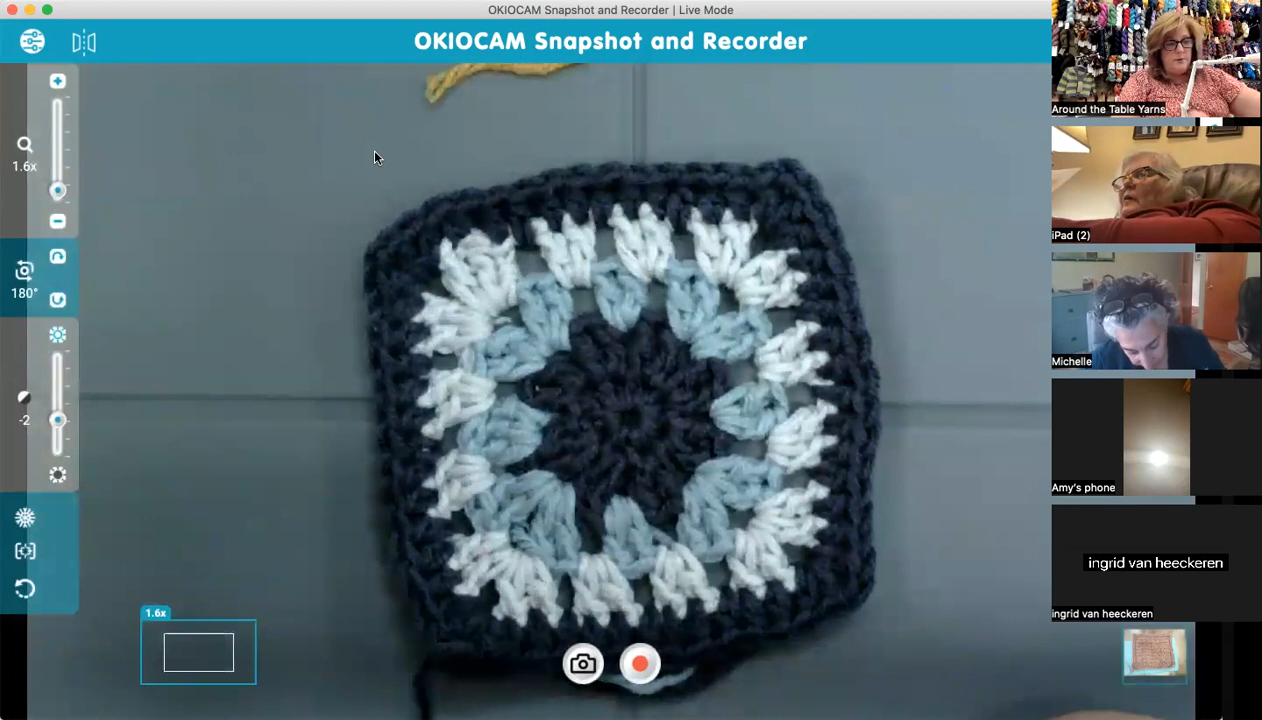 OKIOCAM Snapshot and Recorder | Live Mode
OKIOCAM Snapshot and Recorder
1.6x
180°
-2
1.6x
Around the Table Yarns
iPad (2)
Michelle
Amy's phone
ingrid van heeckeren
ingrid van heeckeren